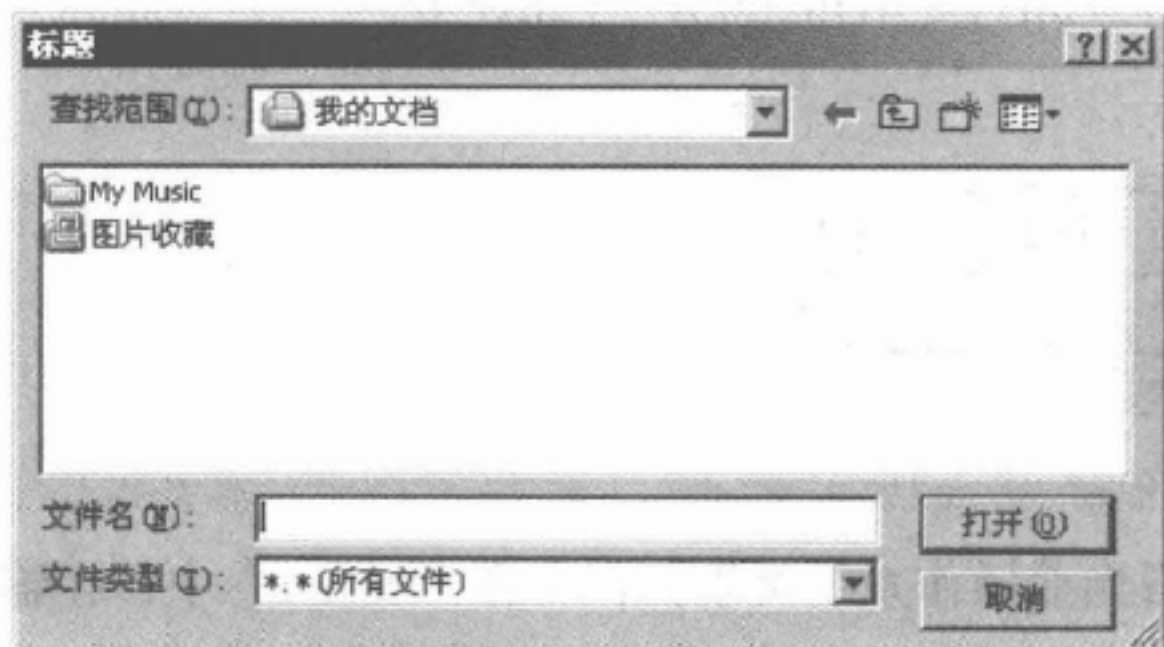 标题
查找范围(I): 我的文档
My Music
图片收藏
文件名(N): 打开(O)
文件类型(T): *.*(所有文件) 取消